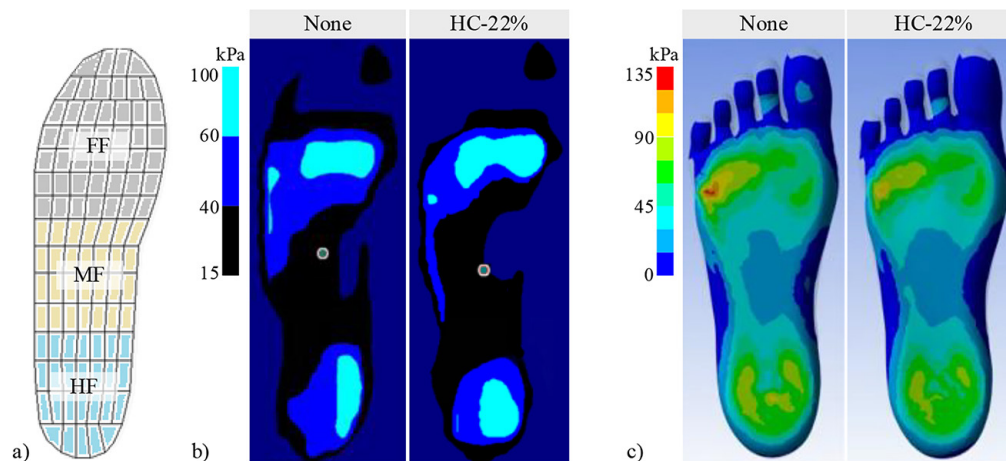 None HC-22% None HC-22%
kPa kPa
100 135
60 90
40 45
15 0
FF
MF
HF
a) b) c)